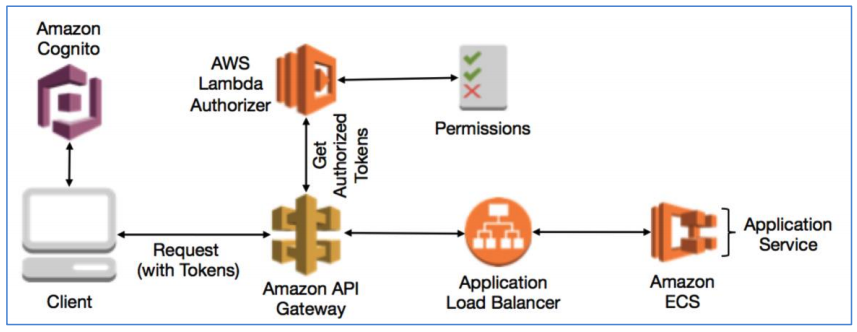 Amazon
Cognito
AWS
Lambda
Authorizer
Permissions
Get
Authorized
Tokens
Client
Request
(with Tokens)
Amazon API
Gateway
Application
Load Balancer
Amazon
ECS
Application
Service